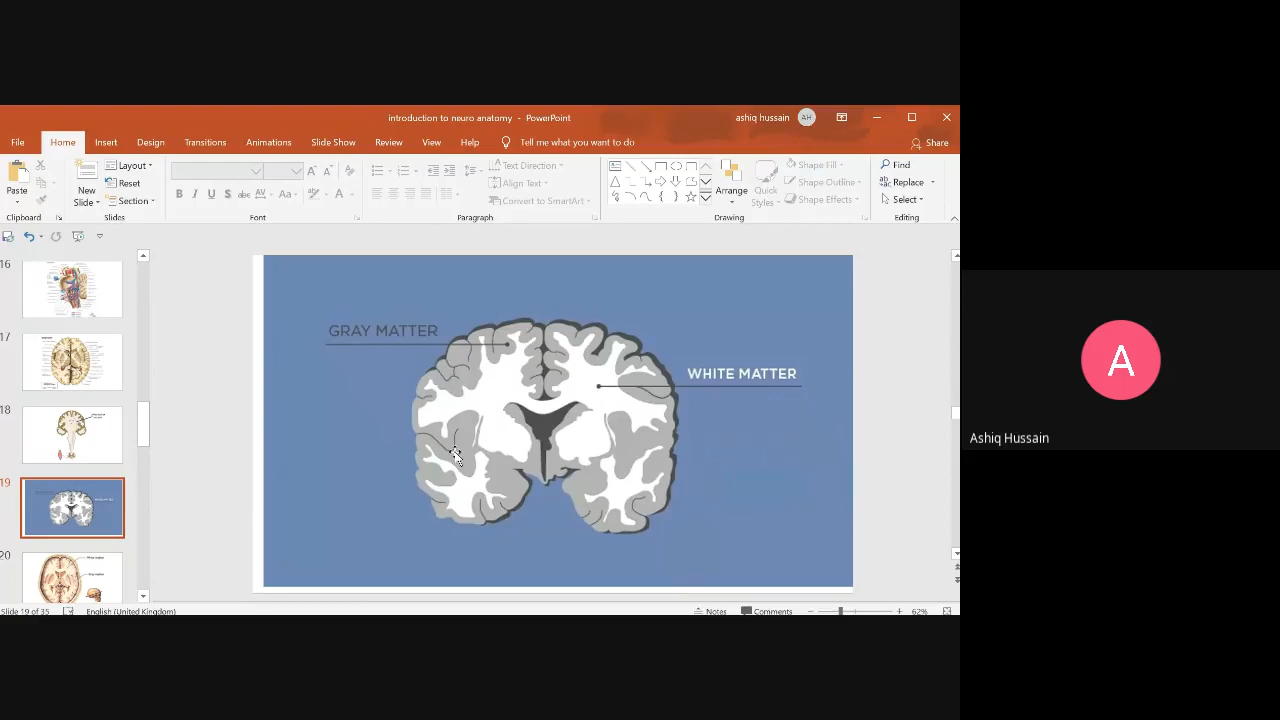 introduction to neuro anatomy - PowerPoint
ashiq hussain AH
File Home Insert Design Transitions Animations Slide Show Review View Help Tell me what you want to do Share
Paste
Clipboard
New
Slide
Layout
Reset
Section
Slides
B I U S abc AV Aa A
Font
Paragraph
Text Direction
Align Text
Convert to SmartArt
Arrange
Quick
Styles
Shape Fill
Shape Outline
Shape Effects
Drawing
Find
Replace
Select
Editing
16
17
18
19
20
GRAY MATTER
WHITE MATTER
A
Ashiq Hussain
Slide 19 of 35 English (United Kingdom) Notes Comments 62%